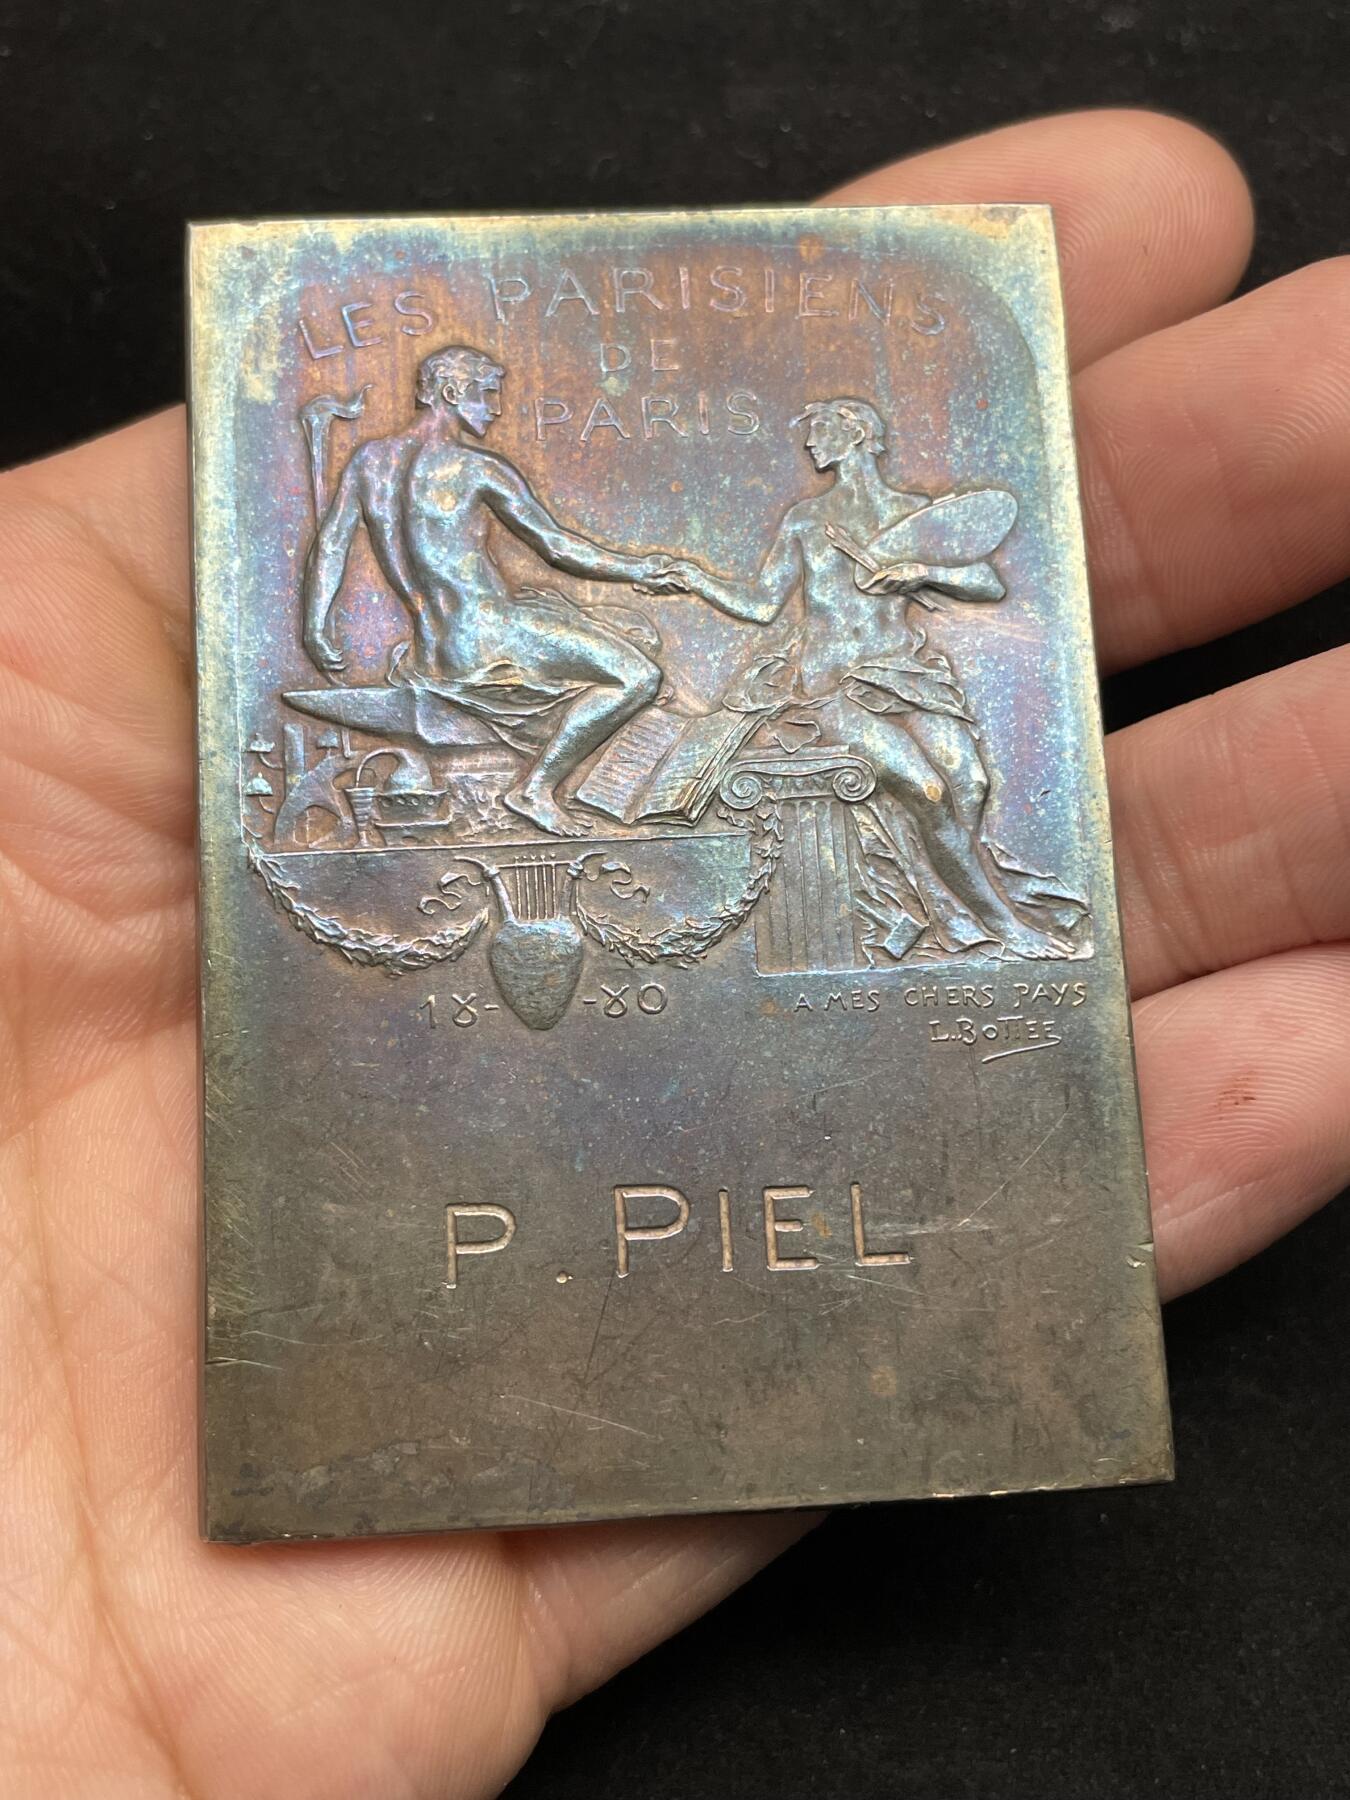 LES PARISIENS
DE
PARIS
18- -80
A MES CHERS PAYS
L. BOTTEE
P. PIEL